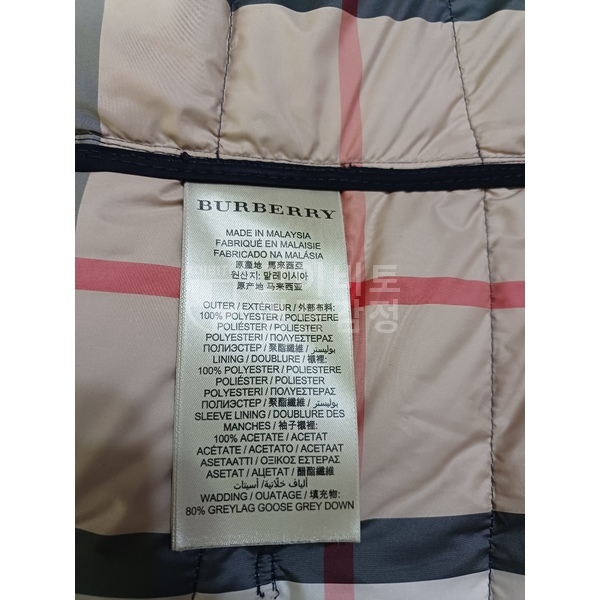 BURBERRY
MADE IN MALAYSIA
FABRIQUÉ EN MALAISIE
FABRICADO NA MALÁSIA
原產地 馬來西亞
원산지: 말레이시아
原产地 马来西亚
OUTER / EXTÉRIEUR / 外部布料:
100% POLYESTER / POLIESTERE
POLIÉSTER / POLIESTER
POLYESTERI / ΠΟΛΥΕΣΤΕΡΑΣ
ПОЛИЭСТЕР / 聚酯纖維 / بوليستر
LINING / DOUBLURE / 襯裡:
100% POLYESTER / POLIESTERE
POLIÉSTER / POLIESTER
POLYESTERI / ΠΟΛΥΕΣΤΕΡΑΣ
ПОЛИЭСТЕР / 聚酯纖維 / بوليستر
SLEEVE LINING / DOUBLURE DES
MANCHES / 袖子襯裡:
100% ACETATE / ACETAT
ACÉTATE / ACETATO / ACETAAT
ASETAATTI / ΟΞΙΚΟΣ ΕΣΤΕΡΑΣ
ASETAT / АЦЕТАТ / 醋酯纖維
ألياف خلّاتية / أسيتات
WADDING / OUATAGE / 填充物:
80% GREYLAG GOOSE GREY DOWN